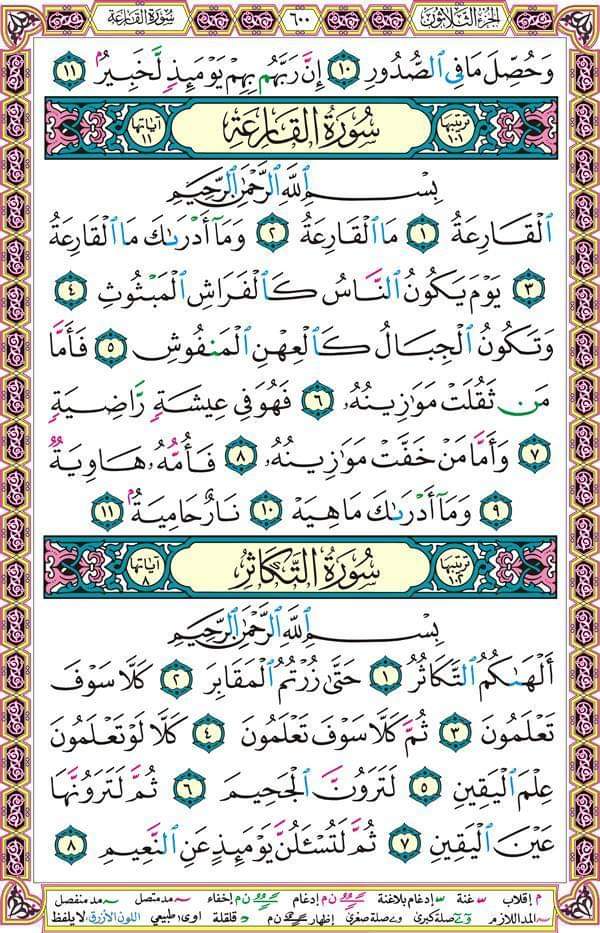 الجزء الثلاثون ٦٠٠ سورة القارعة
وَحُصِّلَ مَا فِي ٱلصُّدُورِ ١٠ إِنَّ رَبَّهُم بِهِمۡ يَوۡمَئِذٖ لَّخَبِيرُۢ ١١
ترتيبها ١٠١ سُورَةُ القَارِعَةِ آياتها ١١
بِسۡمِ ٱللَّهِ ٱلرَّحۡمَٰنِ ٱلرَّحِيمِ
ٱلۡقَارِعَةُ ١ مَا ٱلۡقَارِعَةُ ٢ وَمَآ أَدۡرَىٰكَ مَا ٱلۡقَارِعَةُ
٣ يَوۡمَ يَكُونُ ٱلنَّاسُ كَٱلۡفَرَاشِ ٱلۡمَبۡثُوثِ ٤
وَتَكُونُ ٱلۡجِبَالُ كَٱلۡعِهۡنِ ٱلۡمَنفُوشِ ٥ فَأَمَّا
مَن ثَقُلَتۡ مَوَٰزِينُهُۥ ٦ فَهُوَ فِي عِيشَةٖ رَّاضِيَةٖ
٧ وَأَمَّا مَنۡ خَفَّتۡ مَوَٰزِينُهُۥ ٨ فَأُمُّهُۥ هَاوِيَةٞ
٩ وَمَآ أَدۡرَىٰكَ مَا هِيَهۡ ١٠ نَارٌ حَامِيَةُۢ ١١
ترتيبها ١٠٢ سُورَةُ التَّكَاثُرِ آياتها ٨
بِسۡمِ ٱللَّهِ ٱلرَّحۡمَٰنِ ٱلرَّحِيمِ
أَلۡهَىٰكُمُ ٱلتَّكَاثُرُ ١ حَتَّىٰ زُرۡتُمُ ٱلۡمَقَابِرَ ٢ كَلَّا سَوۡفَ
تَعۡلَمُونَ ٣ ثُمَّ كَلَّا سَوۡفَ تَعۡلَمُونَ ٤ كَلَّا لَوۡ تَعۡلَمُونَ
عِلۡمَ ٱلۡيَقِينِ ٥ لَتَرَوُنَّ ٱلۡجَحِيمَ ٦ ثُمَّ لَتَرَوُنَّهَا
عَيۡنَ ٱلۡيَقِينِ ٧ ثُمَّ لَتُسۡـَٔلُنَّ يَوۡمَئِذٍ عَنِ ٱلنَّعِيمِ ٨
م إقلاب غنة إدغام بلاغنة ن م إدغام ن م إخفاء مد متصل مد منفصل
المد اللازم صلة كبرى صلة صغرى إظهار ن م قلقلة اوى طبيعي اللون الأزرق لا يلفظ